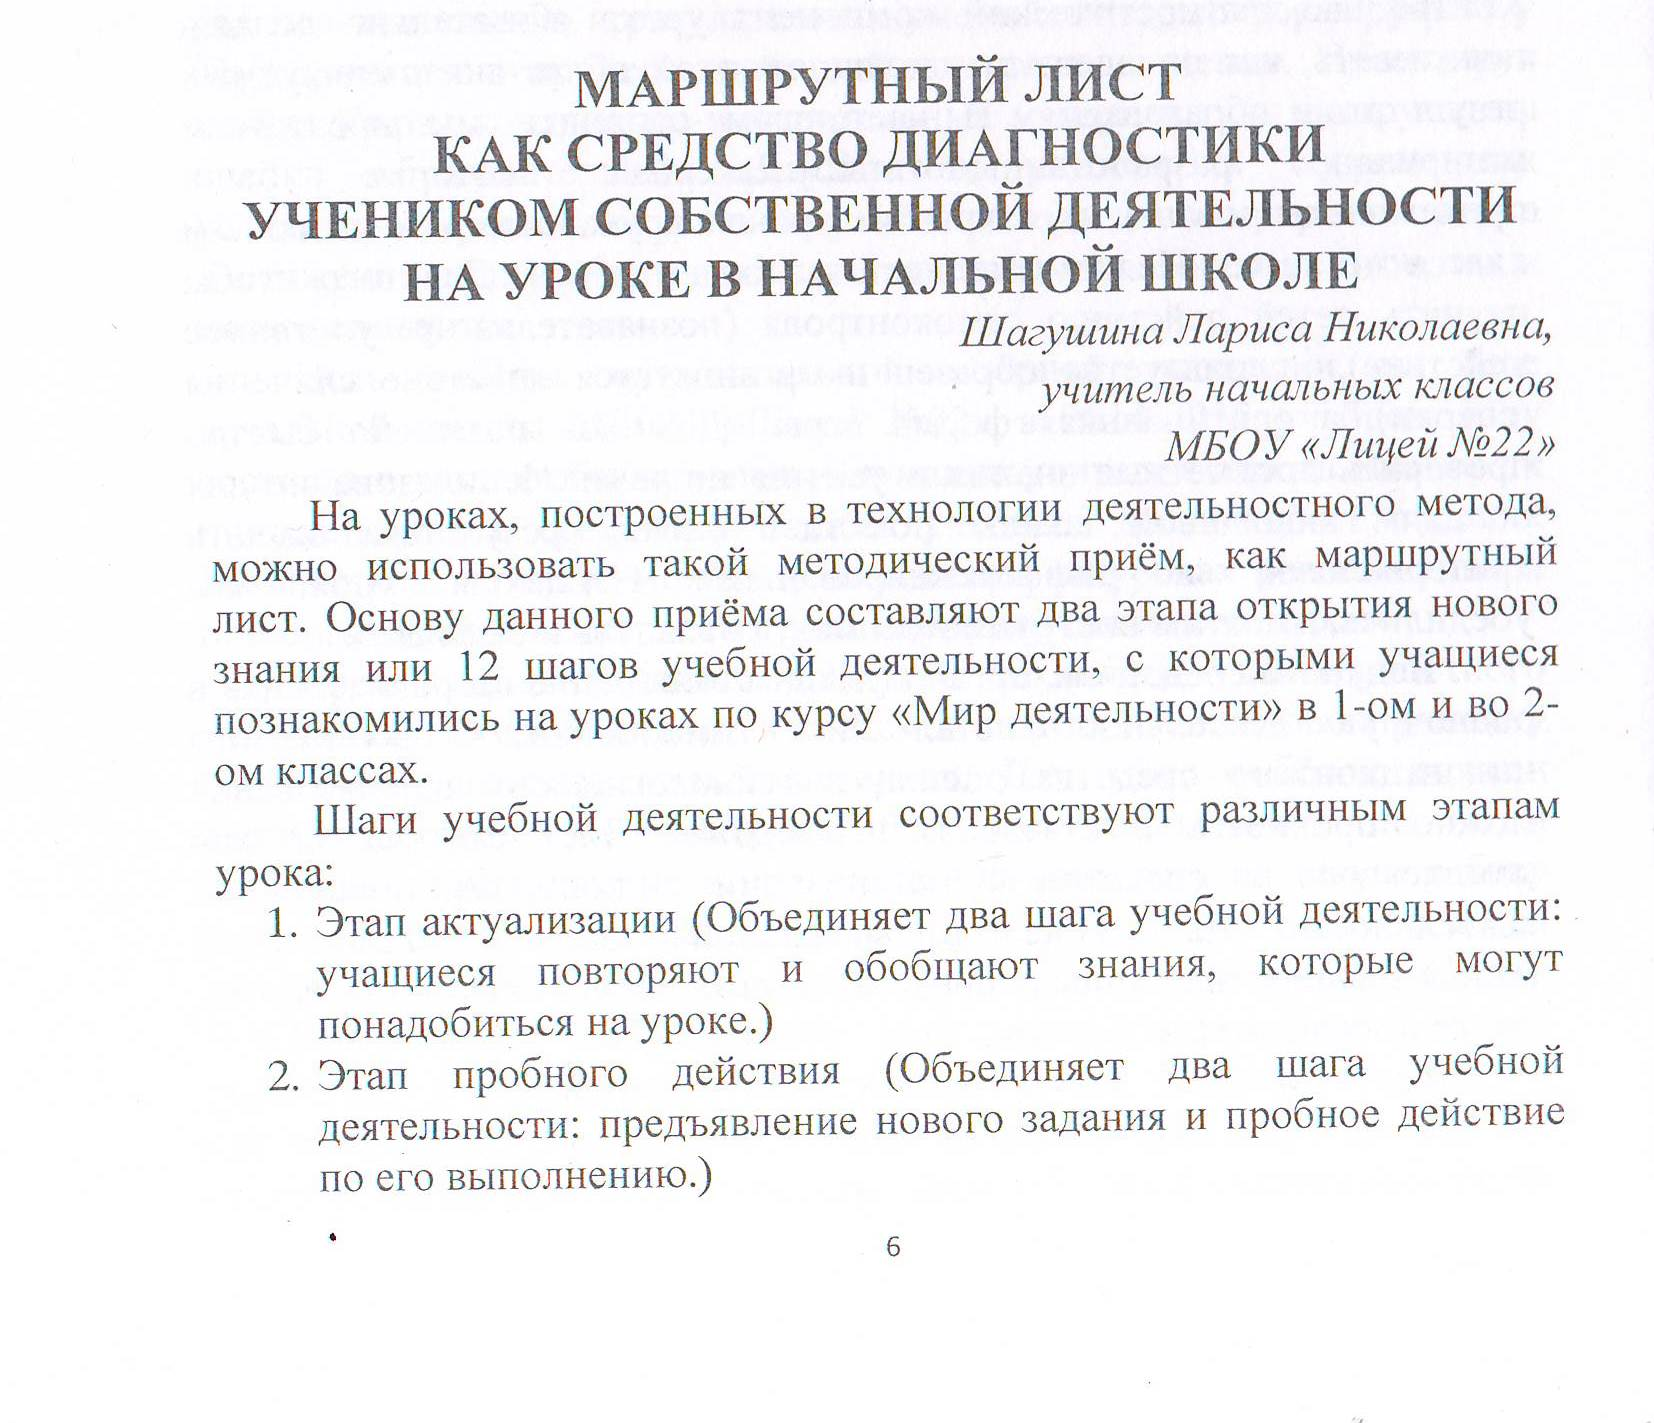 МАРШРУТНЫЙ ЛИСТ
КАК СРЕДСТВО ДИАГНОСТИКИ
УЧЕНИКОМ СОБСТВЕННОЙ ДЕЯТЕЛЬНОСТИ
НА УРОКЕ В НАЧАЛЬНОЙ ШКОЛЕ
Шагушина Лариса Николаевна,
учитель начальных классов
МБОУ «Лицей №22»
На уроках, построенных в технологии деятельностного метода,
можно использовать такой методический приём, как маршрутный
лист. Основу данного приёма составляют два этапа открытия нового
знания или 12 шагов учебной деятельности, с которыми учащиеся
познакомились на уроках по курсу «Мир деятельности» в 1-ом и во 2-
ом классах.
Шаги учебной деятельности соответствуют различным этапам
урока:
1. Этап актуализации (Объединяет два шага учебной деятельности:
учащиеся повторяют и обобщают знания, которые могут
понадобиться на уроке.)
2. Этап пробного действия (Объединяет два шага учебной
деятельности: предъявление нового задания и пробное действие
по его выполнению.)
6